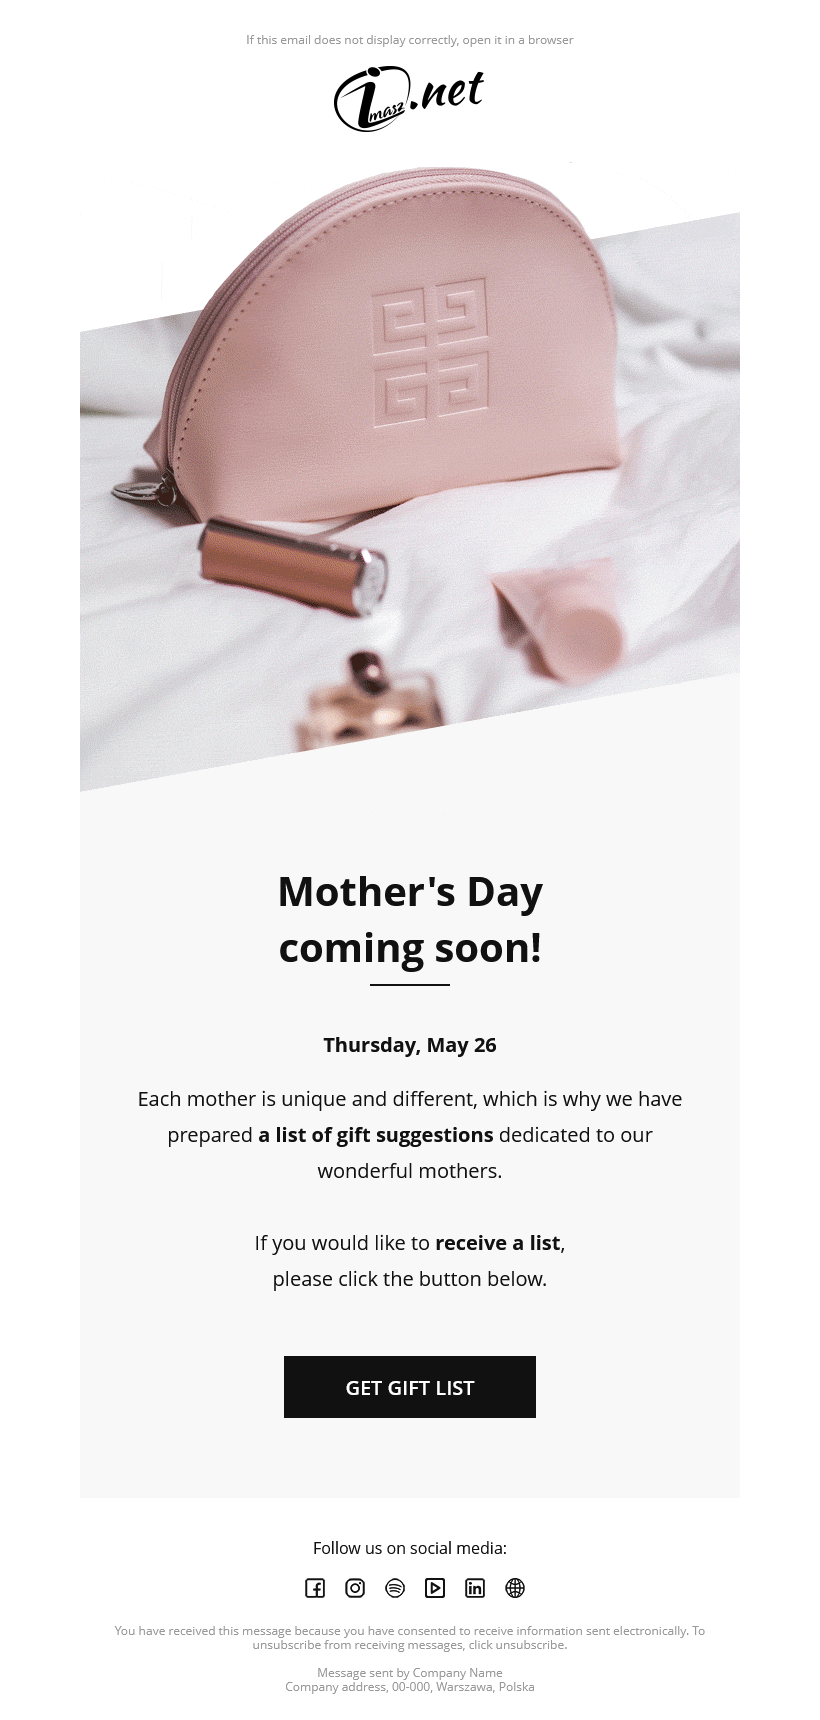 If this email does not display correctly, open it in a browser
imasz.net
Mother's Day
coming soon!
Thursday, May 26
Each mother is unique and different, which is why we have
prepared a list of gift suggestions dedicated to our
wonderful mothers.
If you would like to receive a list,
please click the button below.
GET GIFT LIST
Follow us on social media:
You have received this message because you have consented to receive information sent electronically. To
unsubscribe from receiving messages, click unsubscribe.
Message sent by Company Name
Company address, 00-000, Warszawa, Polska